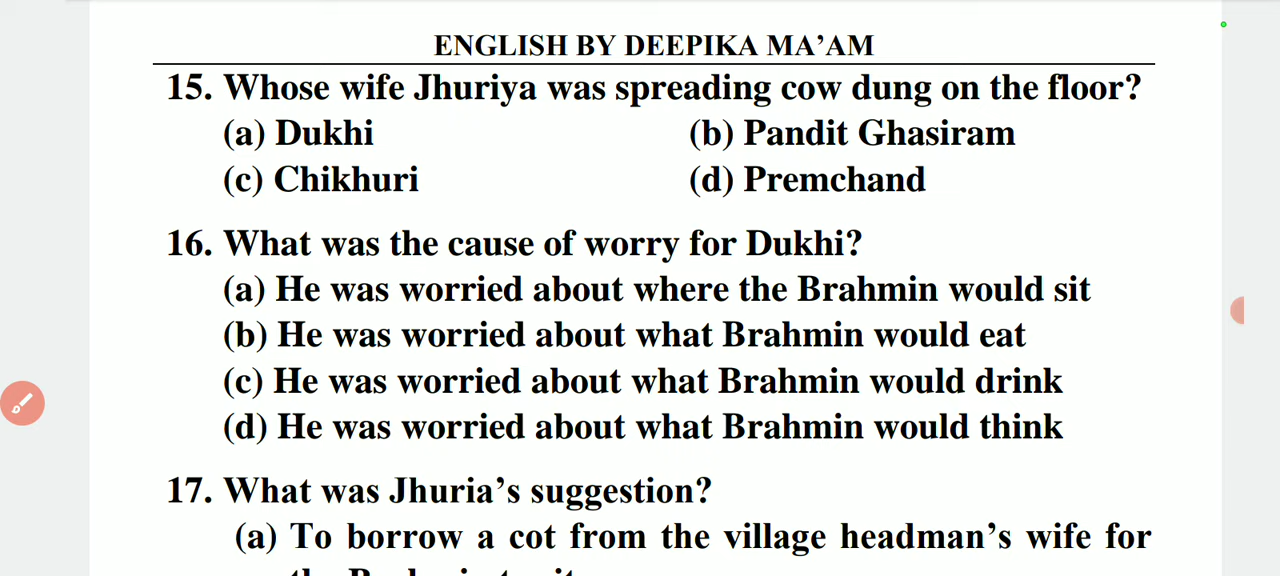 ENGLISH BY DEEPIKA MA’AM
15. Whose wife Jhuriya was spreading cow dung on the floor?
(a) Dukhi (b) Pandit Ghasiram
(c) Chikhuri (d) Premchand
16. What was the cause of worry for Dukhi?
(a) He was worried about where the Brahmin would sit
(b) He was worried about what Brahmin would eat
(c) He was worried about what Brahmin would drink
(d) He was worried about what Brahmin would think
17. What was Jhuria’s suggestion?
(a) To borrow a cot from the village headman’s wife for